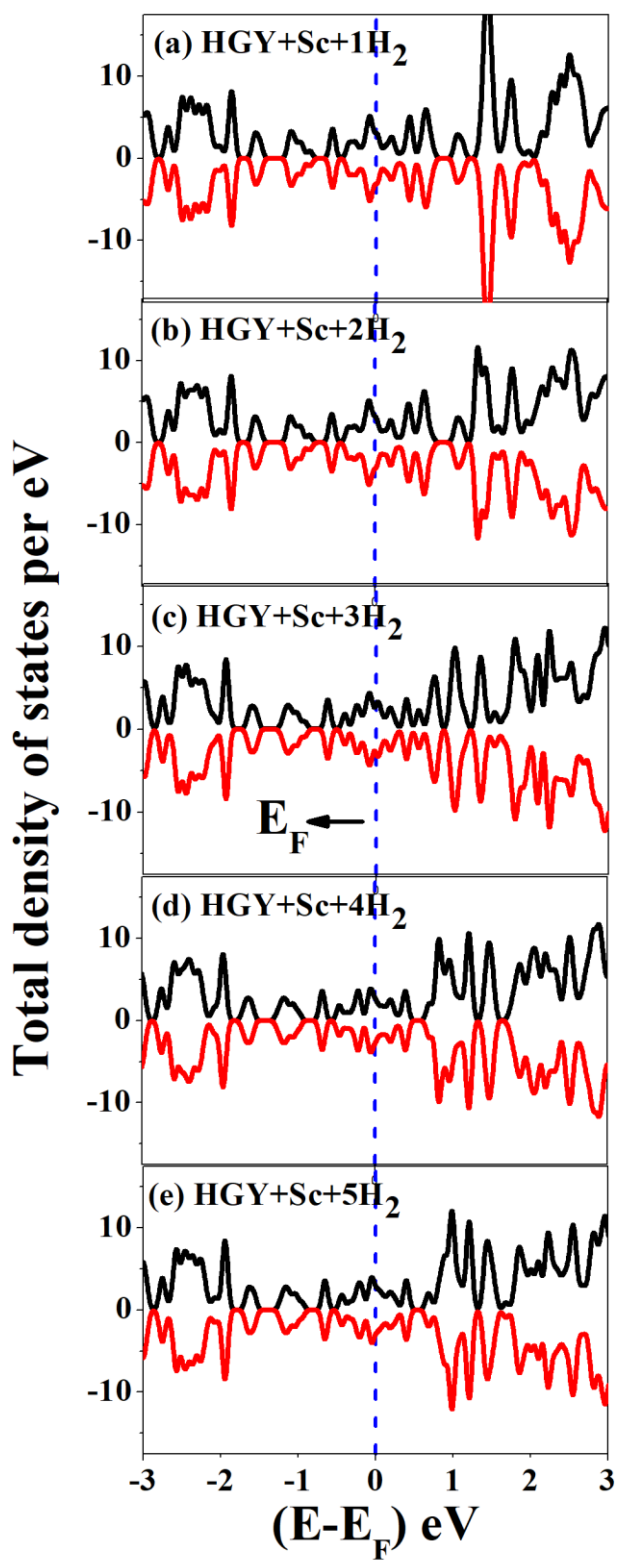 Total density of states per eV
(a) HGY+Sc+1H2
10
0
-10
(b) HGY+Sc+2H2
10
0
-10
(c) HGY+Sc+3H2
10
0
-10
EF
(d) HGY+Sc+4H2
10
0
-10
(e) HGY+Sc+5H2
10
0
-10
-3 -2 -1 0 1 2 3
(E-EF) eV